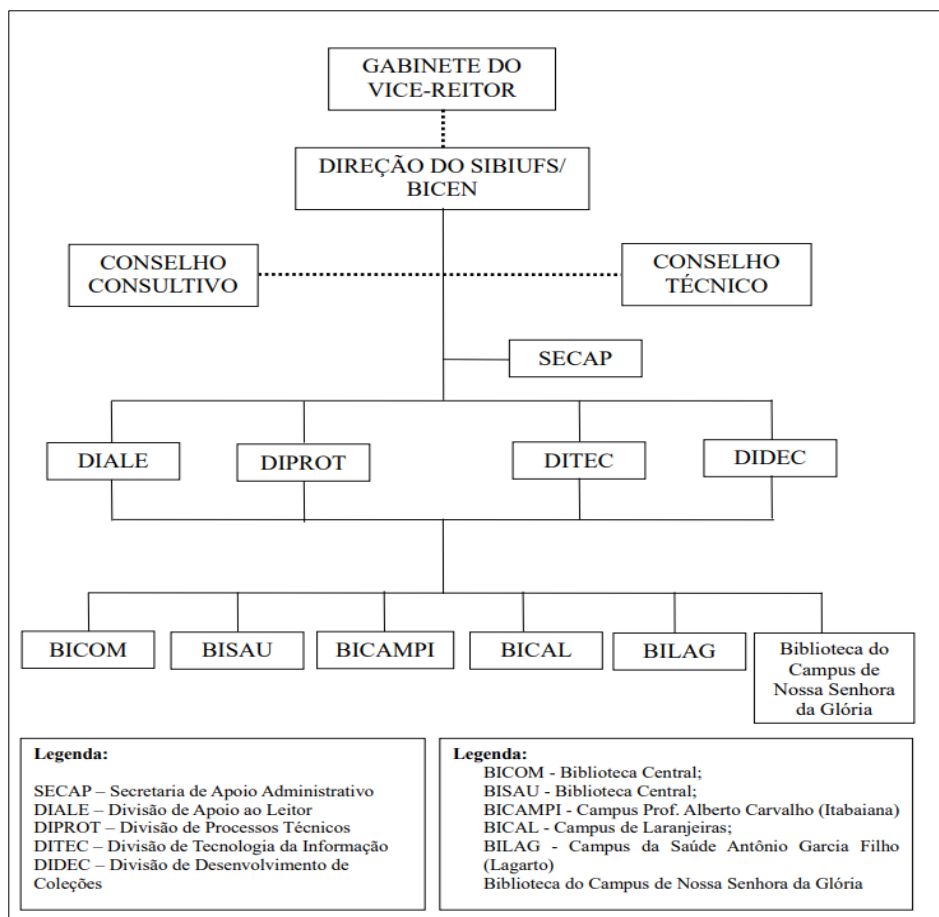 GABINETE DO
VICE-REITOR
DIREÇÃO DO SIBIUFS/
BICEN
CONSELHO
CONSULTIVO
CONSELHO
TÉCNICO
SECAP
DIALE
DIPROT
DITEC
DIDEC
BICOM
BISAU
BICAMPI
BICAL
BILAG
Biblioteca do
Campus de
Nossa Senhora
da Glória
Legenda:
SECAP – Secretaria de Apoio Administrativo
DIALE – Divisão de Apoio ao Leitor
DIPROT – Divisão de Processos Técnicos
DITEC – Divisão de Tecnologia da Informação
DIDEC – Divisão de Desenvolvimento de
Coleções
Legenda:
BICOM - Biblioteca Central;
BISAU - Biblioteca Central;
BICAMPI - Campus Prof. Alberto Carvalho (Itabaiana)
BICAL - Campus de Laranjeiras;
BILAG - Campus da Saúde Antônio Garcia Filho
(Lagarto)
Biblioteca do Campus de Nossa Senhora da Glória